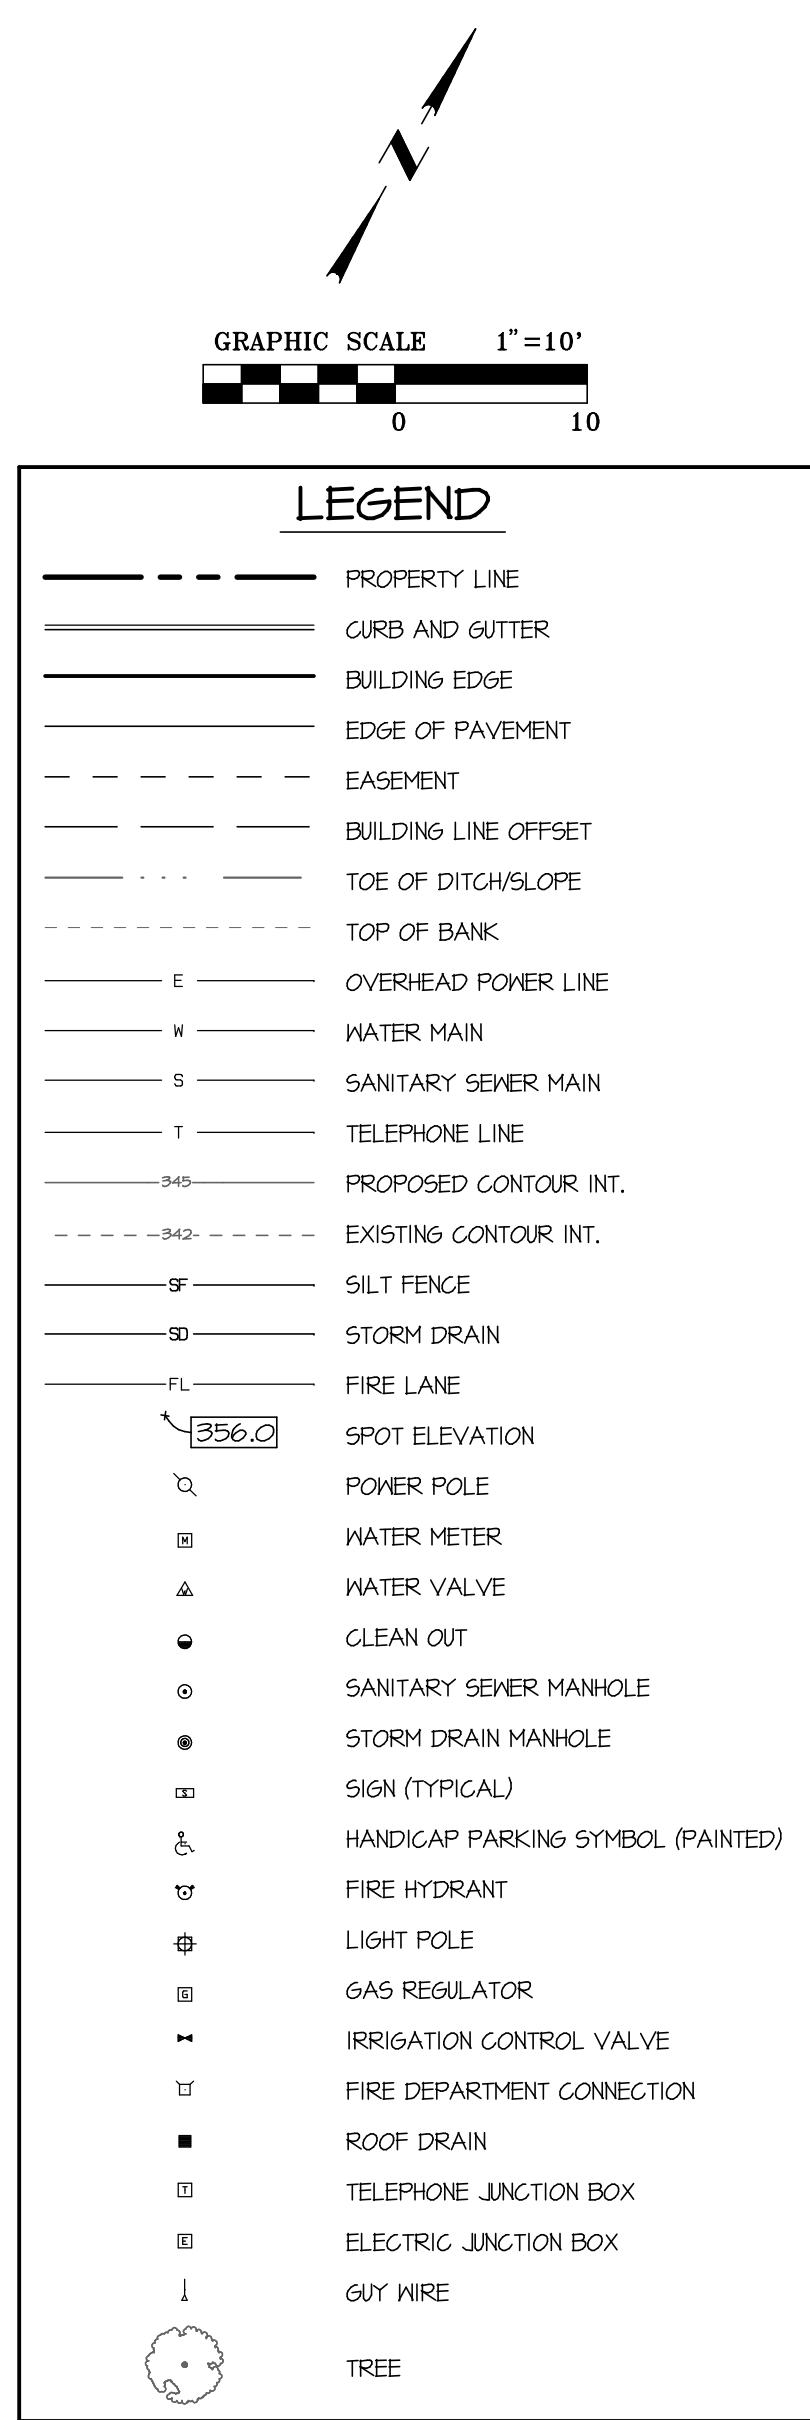 N
GRAPHIC SCALE 1"=10'
0 10
LEGEND
PROPERTY LINE
CURB AND GUTTER
BUILDING EDGE
EDGE OF PAVEMENT
EASEMENT
BUILDING LINE OFFSET
TOE OF DITCH/SLOPE
TOP OF BANK
E OVERHEAD POWER LINE
W WATER MAIN
S SANITARY SEWER MAIN
T TELEPHONE LINE
345 PROPOSED CONTOUR INT.
342 EXISTING CONTOUR INT.
SF SILT FENCE
SD STORM DRAIN
FL FIRE LANE
356.0 SPOT ELEVATION
POWER POLE
M WATER METER
W WATER VALVE
CLEAN OUT
SANITARY SEWER MANHOLE
STORM DRAIN MANHOLE
S SIGN (TYPICAL)
HANDICAP PARKING SYMBOL (PAINTED)
FIRE HYDRANT
LIGHT POLE
G GAS REGULATOR
IRRIGATION CONTROL VALVE
FIRE DEPARTMENT CONNECTION
ROOF DRAIN
T TELEPHONE JUNCTION BOX
E ELECTRIC JUNCTION BOX
GUY WIRE
TREE